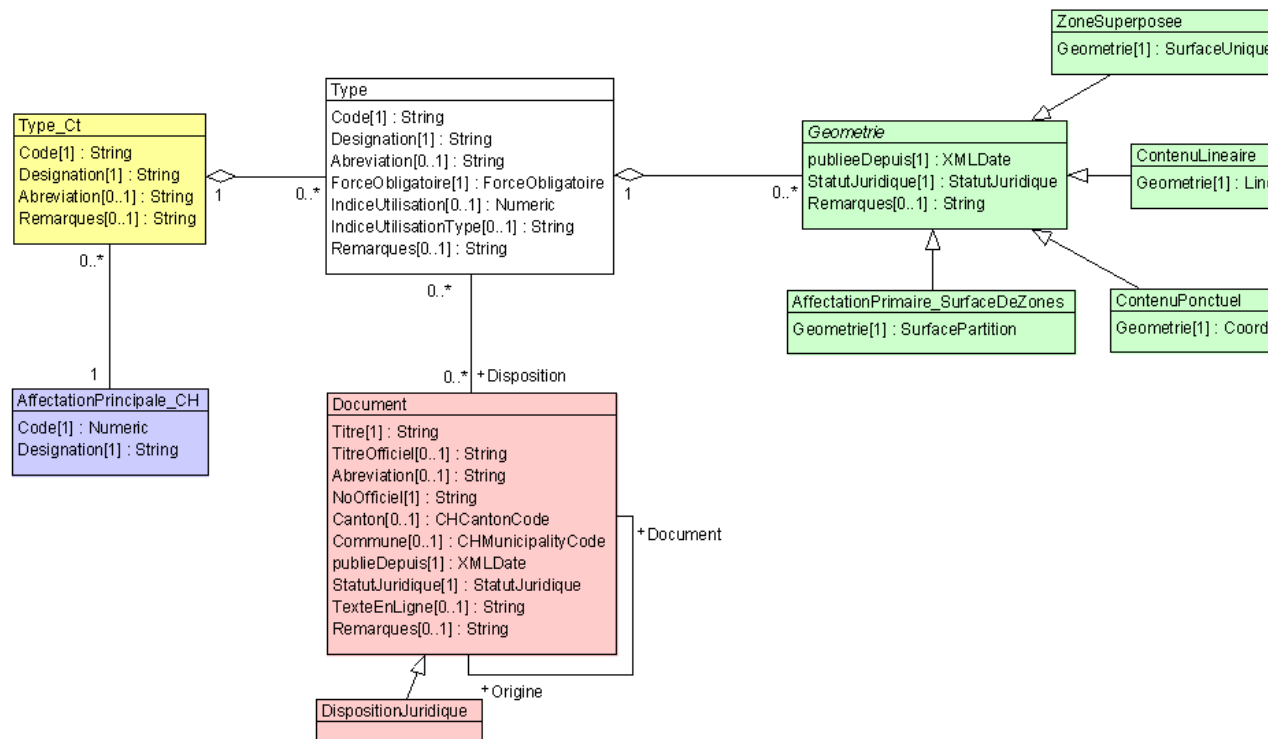 ZoneSuperposee
Geometrie[1] : SurfaceUnique
Type
Code[1] : String
Designation[1] : String
Abreviation[0..1] : String
ForceObligatoire[1] : ForceObligatoire
IndiceUtilisation[0..1] : Numeric
IndiceUtilisationType[0..1] : String
Remarques[0..1] : String
Type_Ct
Code[1] : String
Designation[1] : String
Abreviation[0..1] : String
Remarques[0..1] : String
1
0..*
1
0..*
Geometrie
publieeDepuis[1] : XMLDate
StatutJuridique[1] : StatutJuridique
Remarques[0..1] : String
ContenuLineaire
Geometrie[1] : Line
0..*
0..*
AffectationPrimaire_SurfaceDeZones
Geometrie[1] : SurfacePartition
ContenuPonctuel
Geometrie[1] : Coord
1
0..* +Disposition
AffectationPrincipale_CH
Code[1] : Numeric
Designation[1] : String
Document
Titre[1] : String
TitreOfficiel[0..1] : String
Abreviation[0..1] : String
NoOfficiel[1] : String
Canton[0..1] : CHCantonCode
Commune[0..1] : CHMunicipalityCode
publieDepuis[1] : XMLDate
StatutJuridique[1] : StatutJuridique
TexteEnLigne[0..1] : String
Remarques[0..1] : String
+Document
+Origine
DispositionJuridique